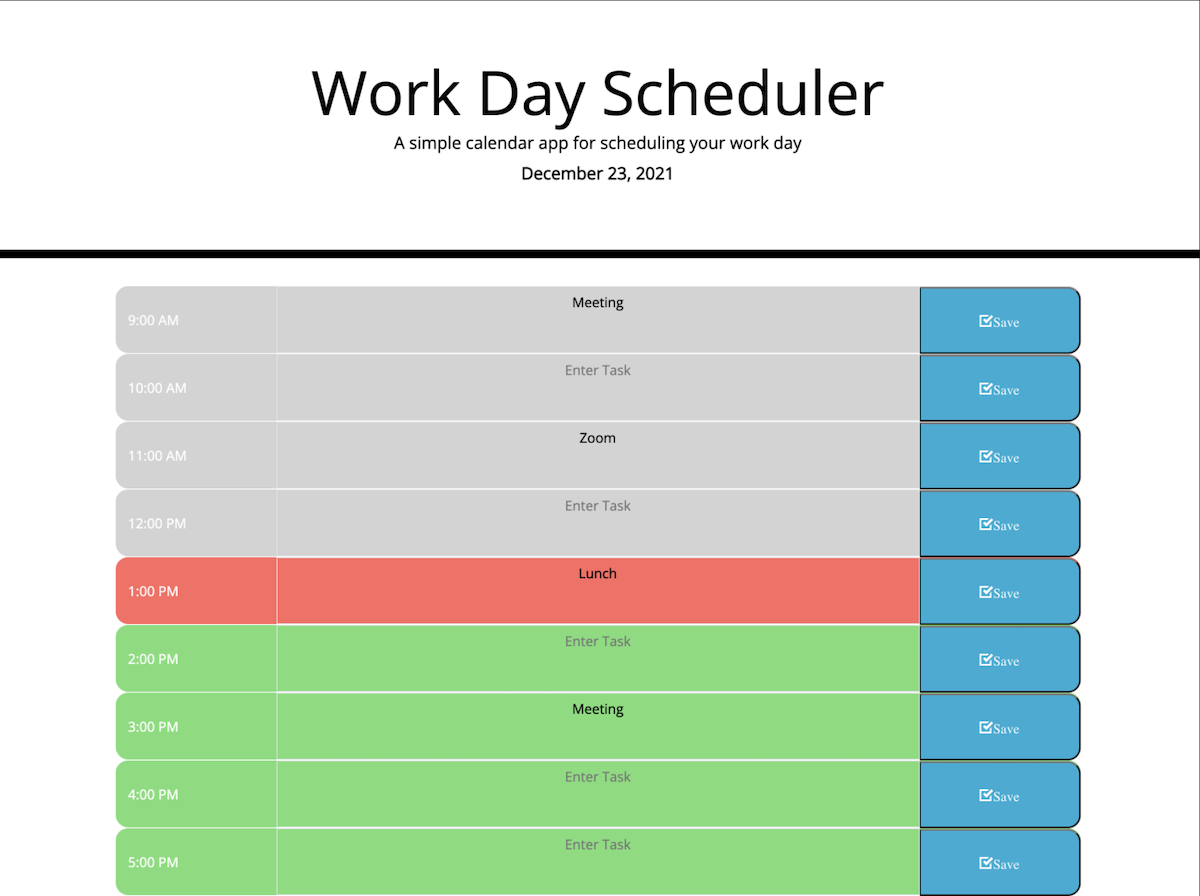 Work Day Scheduler
A simple calendar app for scheduling your work day
December 23, 2021
9:00 AM Meeting Save
10:00 AM Enter Task Save
11:00 AM Zoom Save
12:00 PM Enter Task Save
1:00 PM Lunch Save
2:00 PM Enter Task Save
3:00 PM Meeting Save
4:00 PM Enter Task Save
5:00 PM Enter Task Save